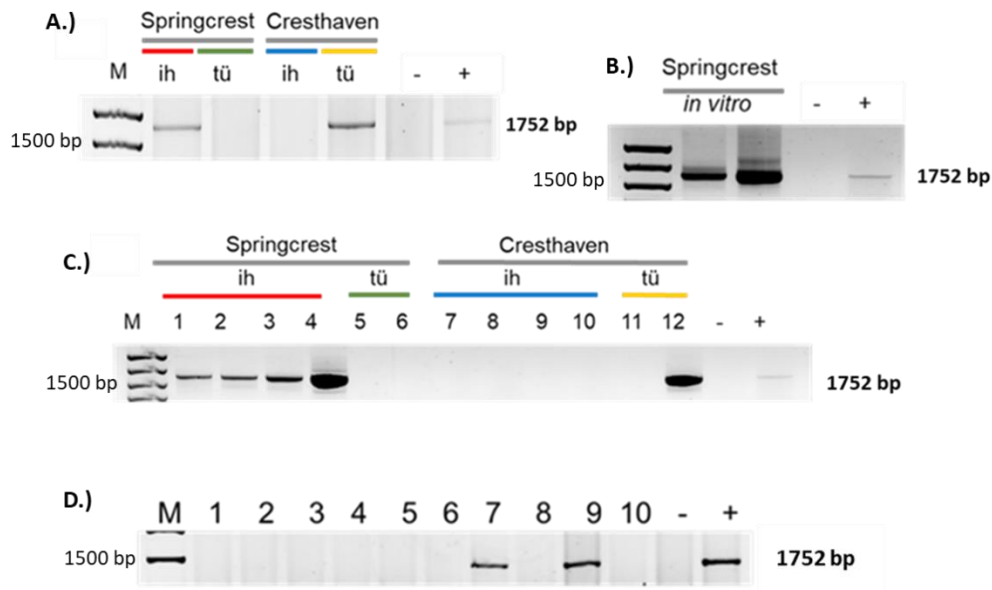 A.) Springcrest Cresthaven
M ih tü ih tü - +
1500 bp 1752 bp
B.) Springcrest
in vitro - +
1500 bp 1752 bp
C.) Springcrest Cresthaven
ih tü ih tü
M 1 2 3 4 5 6 7 8 9 10 11 12 - +
1500 bp 1752 bp
D.) M 1 2 3 4 5 6 7 8 9 10 - +
1500 bp 1752 bp